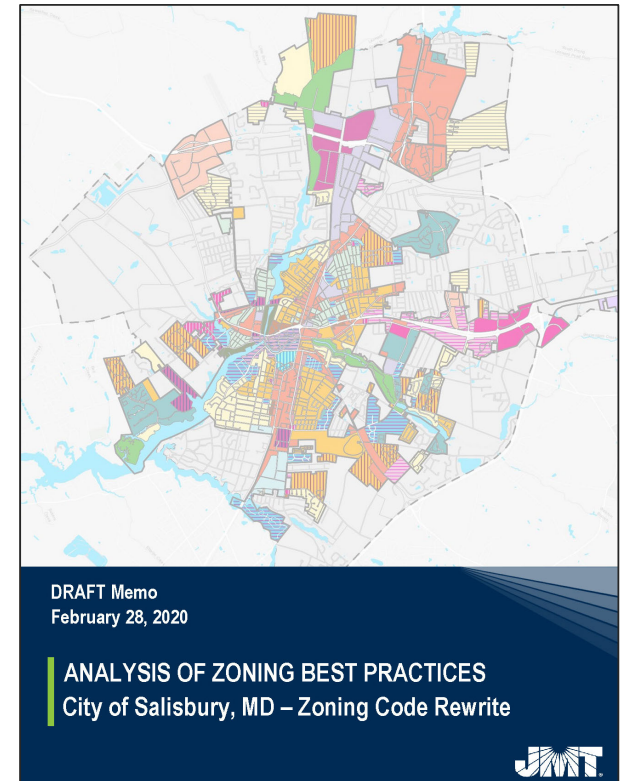 DRAFT Memo
February 28, 2020
ANALYSIS OF ZONING BEST PRACTICES
City of Salisbury, MD – Zoning Code Rewrite
JMT